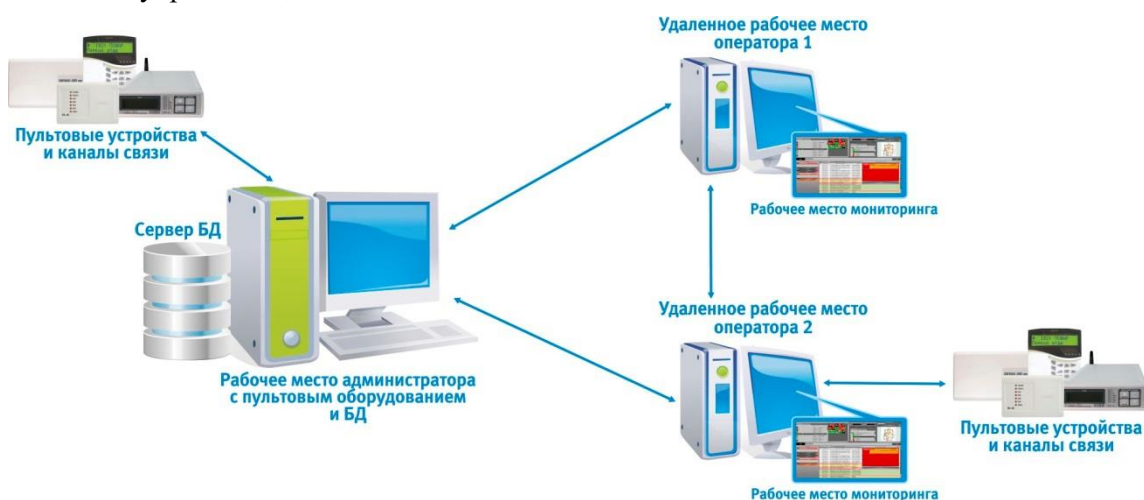 Удаленное рабочее место
оператора 1
Пультовые устройства
и каналы связи
Рабочее место мониторинга
Сервер БД
Рабочее место администратора
с пультовым оборудованием
и БД
Удаленное рабочее место
оператора 2
Пультовые устройства
и каналы связи
Рабочее место мониторинга